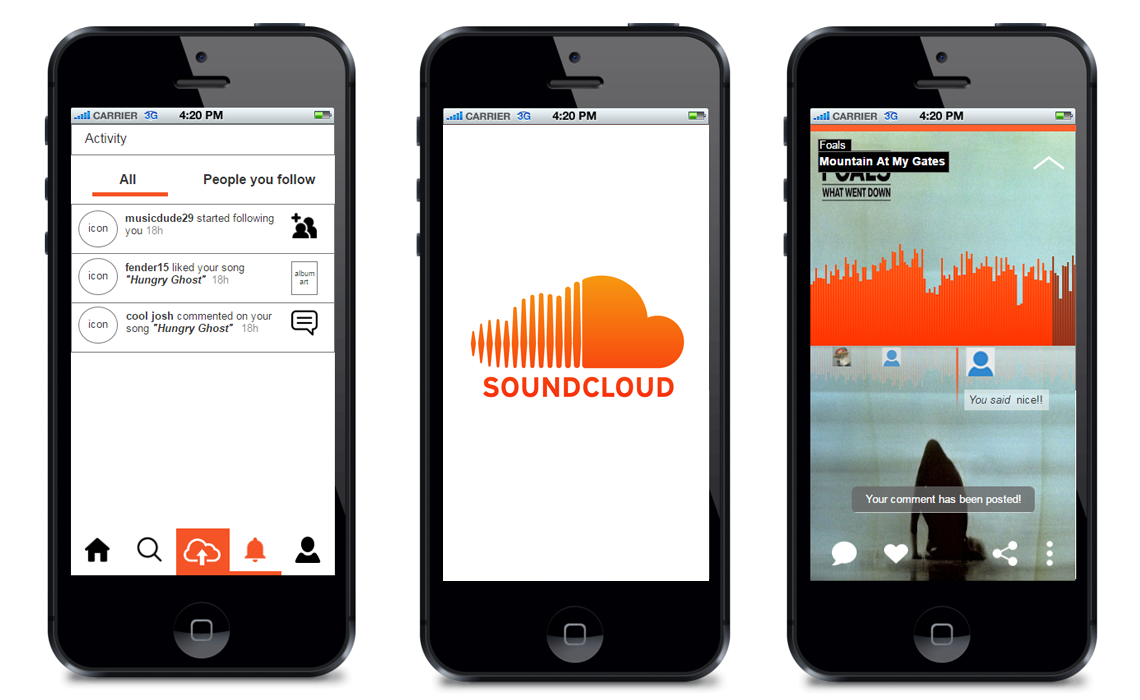 CARRIER 3G 4:20 PM
Activity
All People you follow
icon
musicdude29 started following
you 18h
icon
fender15 liked your song
"Hungry Ghost" 18h
album
art
icon
cool josh commented on your
song "Hungry Ghost" 18h
CARRIER 3G 4:20 PM
SOUNDCLOUD
CARRIER 3G 4:20 PM
Foals
Mountain At My Gates
FOALS
WHAT WENT DOWN
You said nice!!
Your comment has been posted!